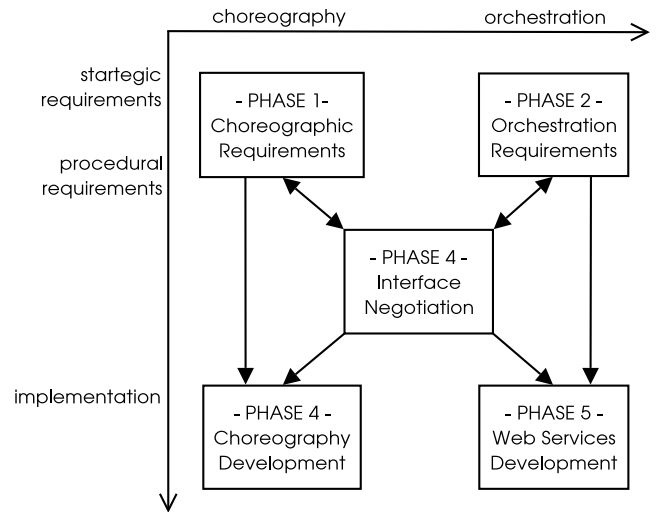 choreography
orchestration
startegic
requirements
procedural
requirements
implementation
- PHASE 1-
Choreographic
Requirements
- PHASE 2 -
Orchestration
Requirements
- PHASE 4 -
Interface
Negotiation
- PHASE 4 -
Choreography
Development
- PHASE 5 -
Web Services
Development